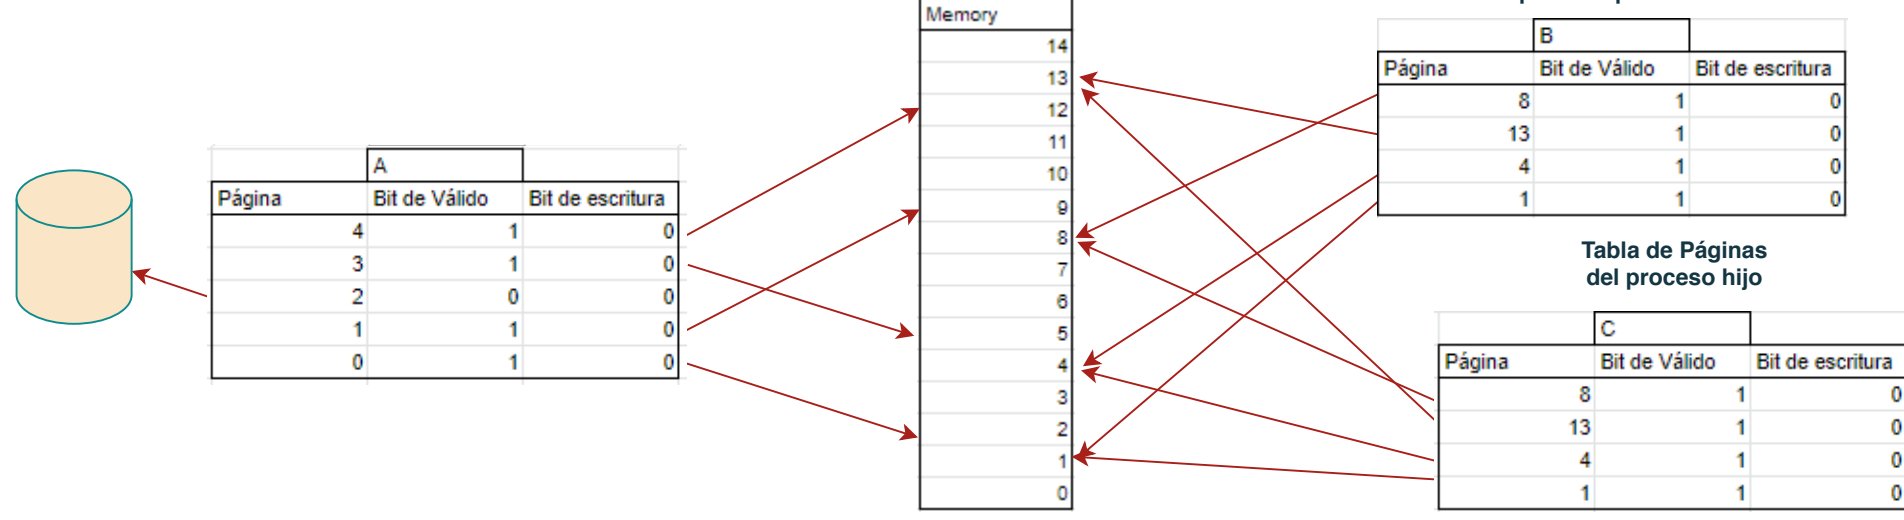 A
Página Bit de Válido Bit de escritura
4 1 0
3 1 0
2 0 0
1 1 0
0 1 0
Memory
14
13
12
11
10
9
8
7
6
5
4
3
2
1
0
B
Página Bit de Válido Bit de escritura
8 1 0
13 1 0
4 1 0
1 1 0
Tabla de Páginas
del proceso hijo
C
Página Bit de Válido Bit de escritura
8 1 0
13 1 0
4 1 0
1 1 0